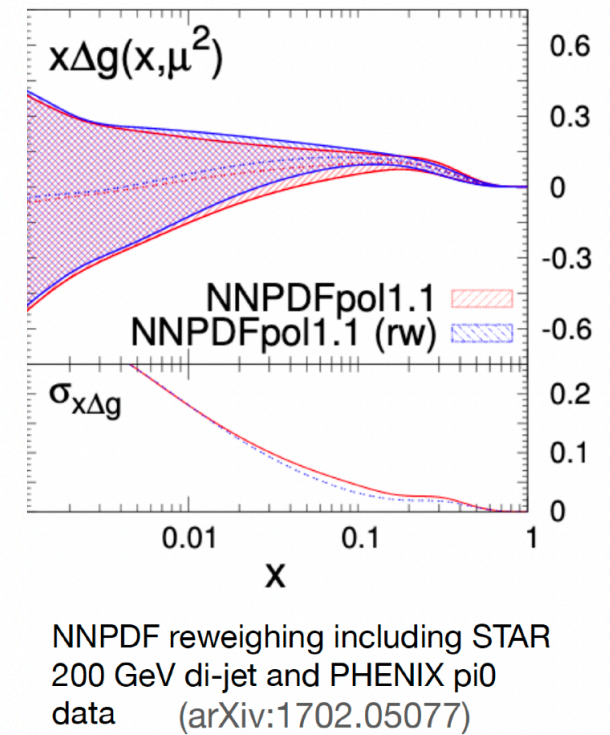 xΔg(x,μ²)
0.6
0.3
0
-0.3
NNPDFpol1.1
NNPDFpol1.1 (rw)
-0.6
σxΔg
0.2
0.1
0
0.01 0.1 1
x
NNPDF reweighing including STAR
200 GeV di-jet and PHENIX pi0
data (arXiv:1702.05077)